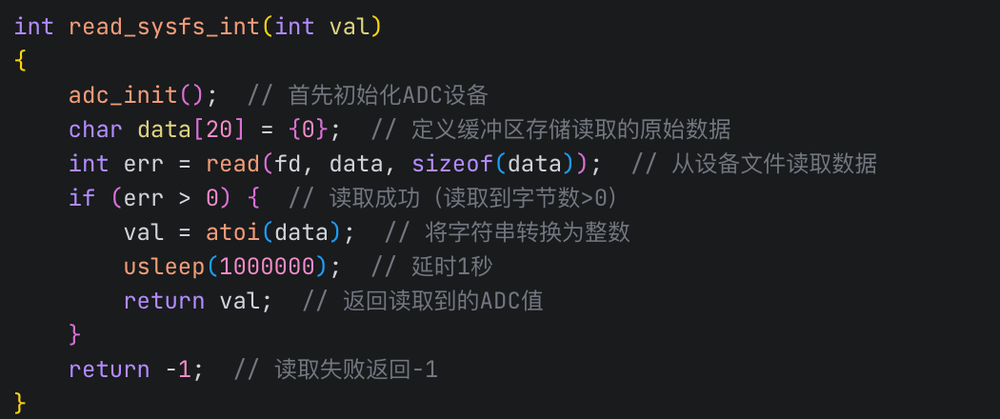 int read_sysfs_int(int val)
{
    adc_init();  // 首先初始化ADC设备
    char data[20] = {0};  // 定义缓冲区存储读取的原始数据
    int err = read(fd, data, sizeof(data));  // 从设备文件读取数据
    if (err > 0) {  // 读取成功（读取到字节数>0）
        val = atoi(data);  // 将字符串转换为整数
        usleep(1000000);  // 延时1秒
        return val;  // 返回读取到的ADC值
    }
    return -1;  // 读取失败返回-1
}